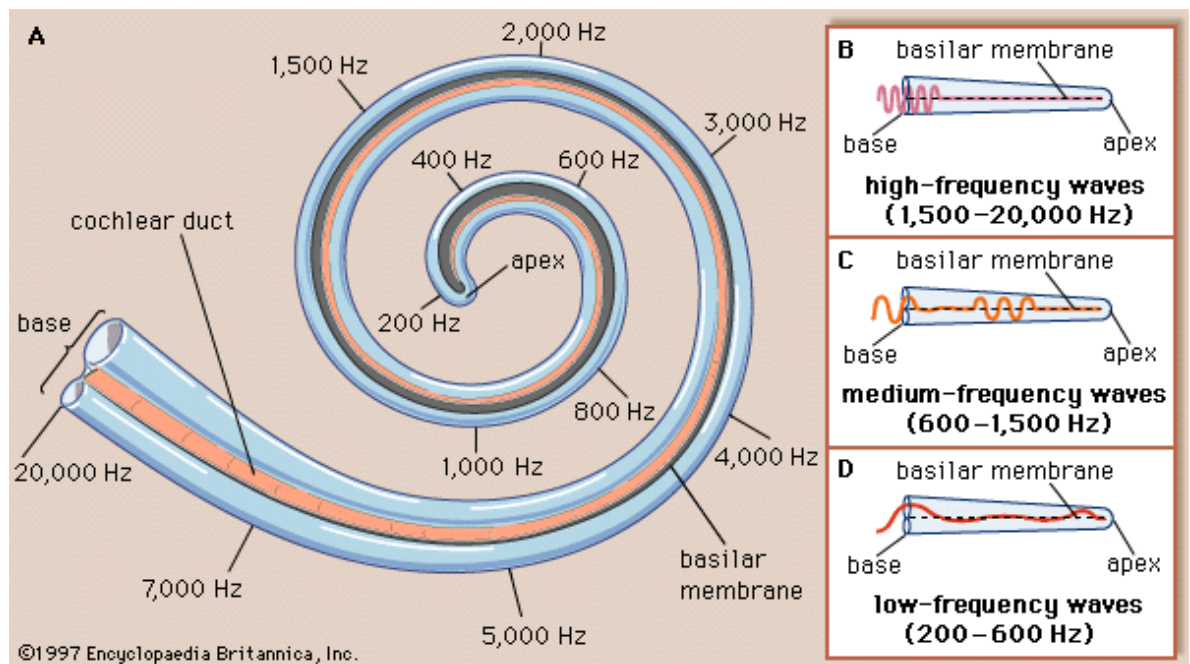 A
2,000 Hz
1,500 Hz
3,000 Hz
400 Hz
600 Hz
cochlear duct
apex
200 Hz
base
800 Hz
20,000 Hz
1,000 Hz
4,000 Hz
7,000 Hz
basilar
membrane
5,000 Hz
©1997 Encyclopaedia Britannica, Inc.
B
basilar membrane
base
apex
high-frequency waves
(1,500–20,000 Hz)
C
basilar membrane
base
apex
medium-frequency waves
(600–1,500 Hz)
D
basilar membrane
base
apex
low-frequency waves
(200–600 Hz)